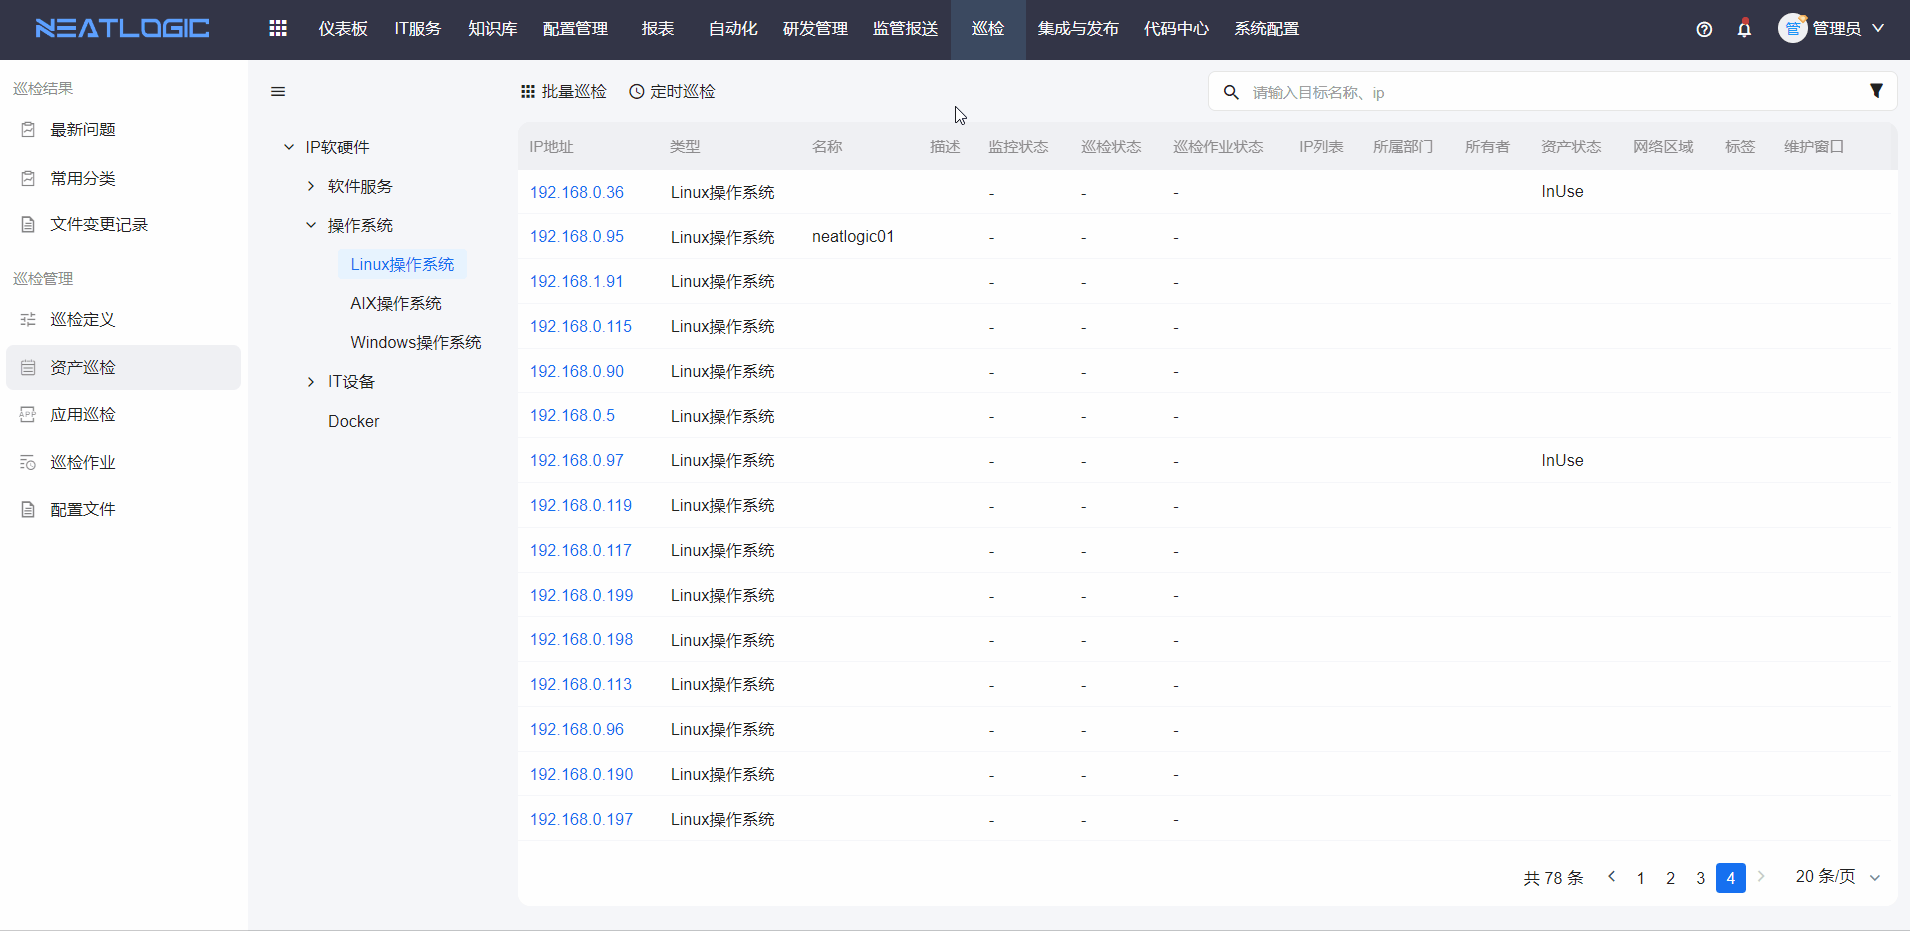 NEATLOGIC 仪表板 IT服务 知识库 配置管理 报表 自动化 研发管理 监管报送 巡检 集成与发布 代码中心 系统配置 管 管理员
巡检结果
最新问题
常用分类
文件变更记录
巡检管理
巡检定义
资产巡检
应用巡检
巡检作业
配置文件
IP软硬件
软件服务
操作系统
Linux操作系统
AIX操作系统
Windows操作系统
IT设备
Docker
批量巡检 定时巡检 请输入目标名称、ip
IP地址 类型 名称 描述 监控状态 巡检状态 巡检作业状态 IP列表 所属部门 所有者 资产状态 网络区域 标签 维护窗口
192.168.0.36 Linux操作系统 - - - InUse
192.168.0.95 Linux操作系统 neatlogic01 - - -
192.168.1.91 Linux操作系统 - - -
192.168.0.115 Linux操作系统 - - -
192.168.0.90 Linux操作系统 - - -
192.168.0.5 Linux操作系统 - - -
192.168.0.97 Linux操作系统 - - - InUse
192.168.0.119 Linux操作系统 - - -
192.168.0.117 Linux操作系统 - - -
192.168.0.199 Linux操作系统 - - -
192.168.0.198 Linux操作系统 - - -
192.168.0.113 Linux操作系统 - - -
192.168.0.96 Linux操作系统 - - -
192.168.0.190 Linux操作系统 - - -
192.168.0.197 Linux操作系统 - - -
共 78 条 1 2 3 4 20 条/页